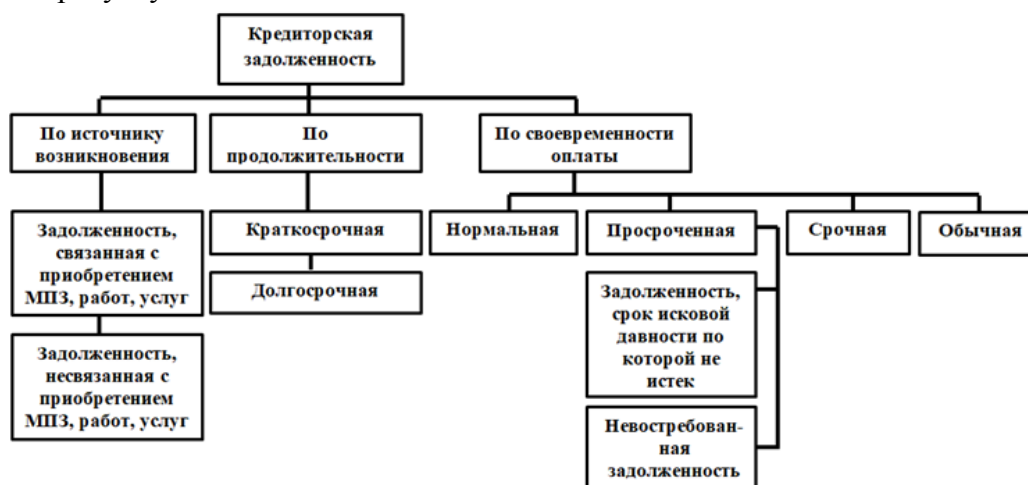 Кредиторская
задолженность
По источнику
возникновения
По
продолжительности
По своевременности
оплаты
Задолженность,
связанная с
приобретением
МПЗ, работ, услуг
Задолженность,
несвязанная с
приобретением
МПЗ, работ, услуг
Краткосрочная
Долгосрочная
Нормальная
Просроченная
Срочная
Обычная
Задолженность,
срок исковой
давности по
которой не
истек
Невостребован-
ная
задолженность